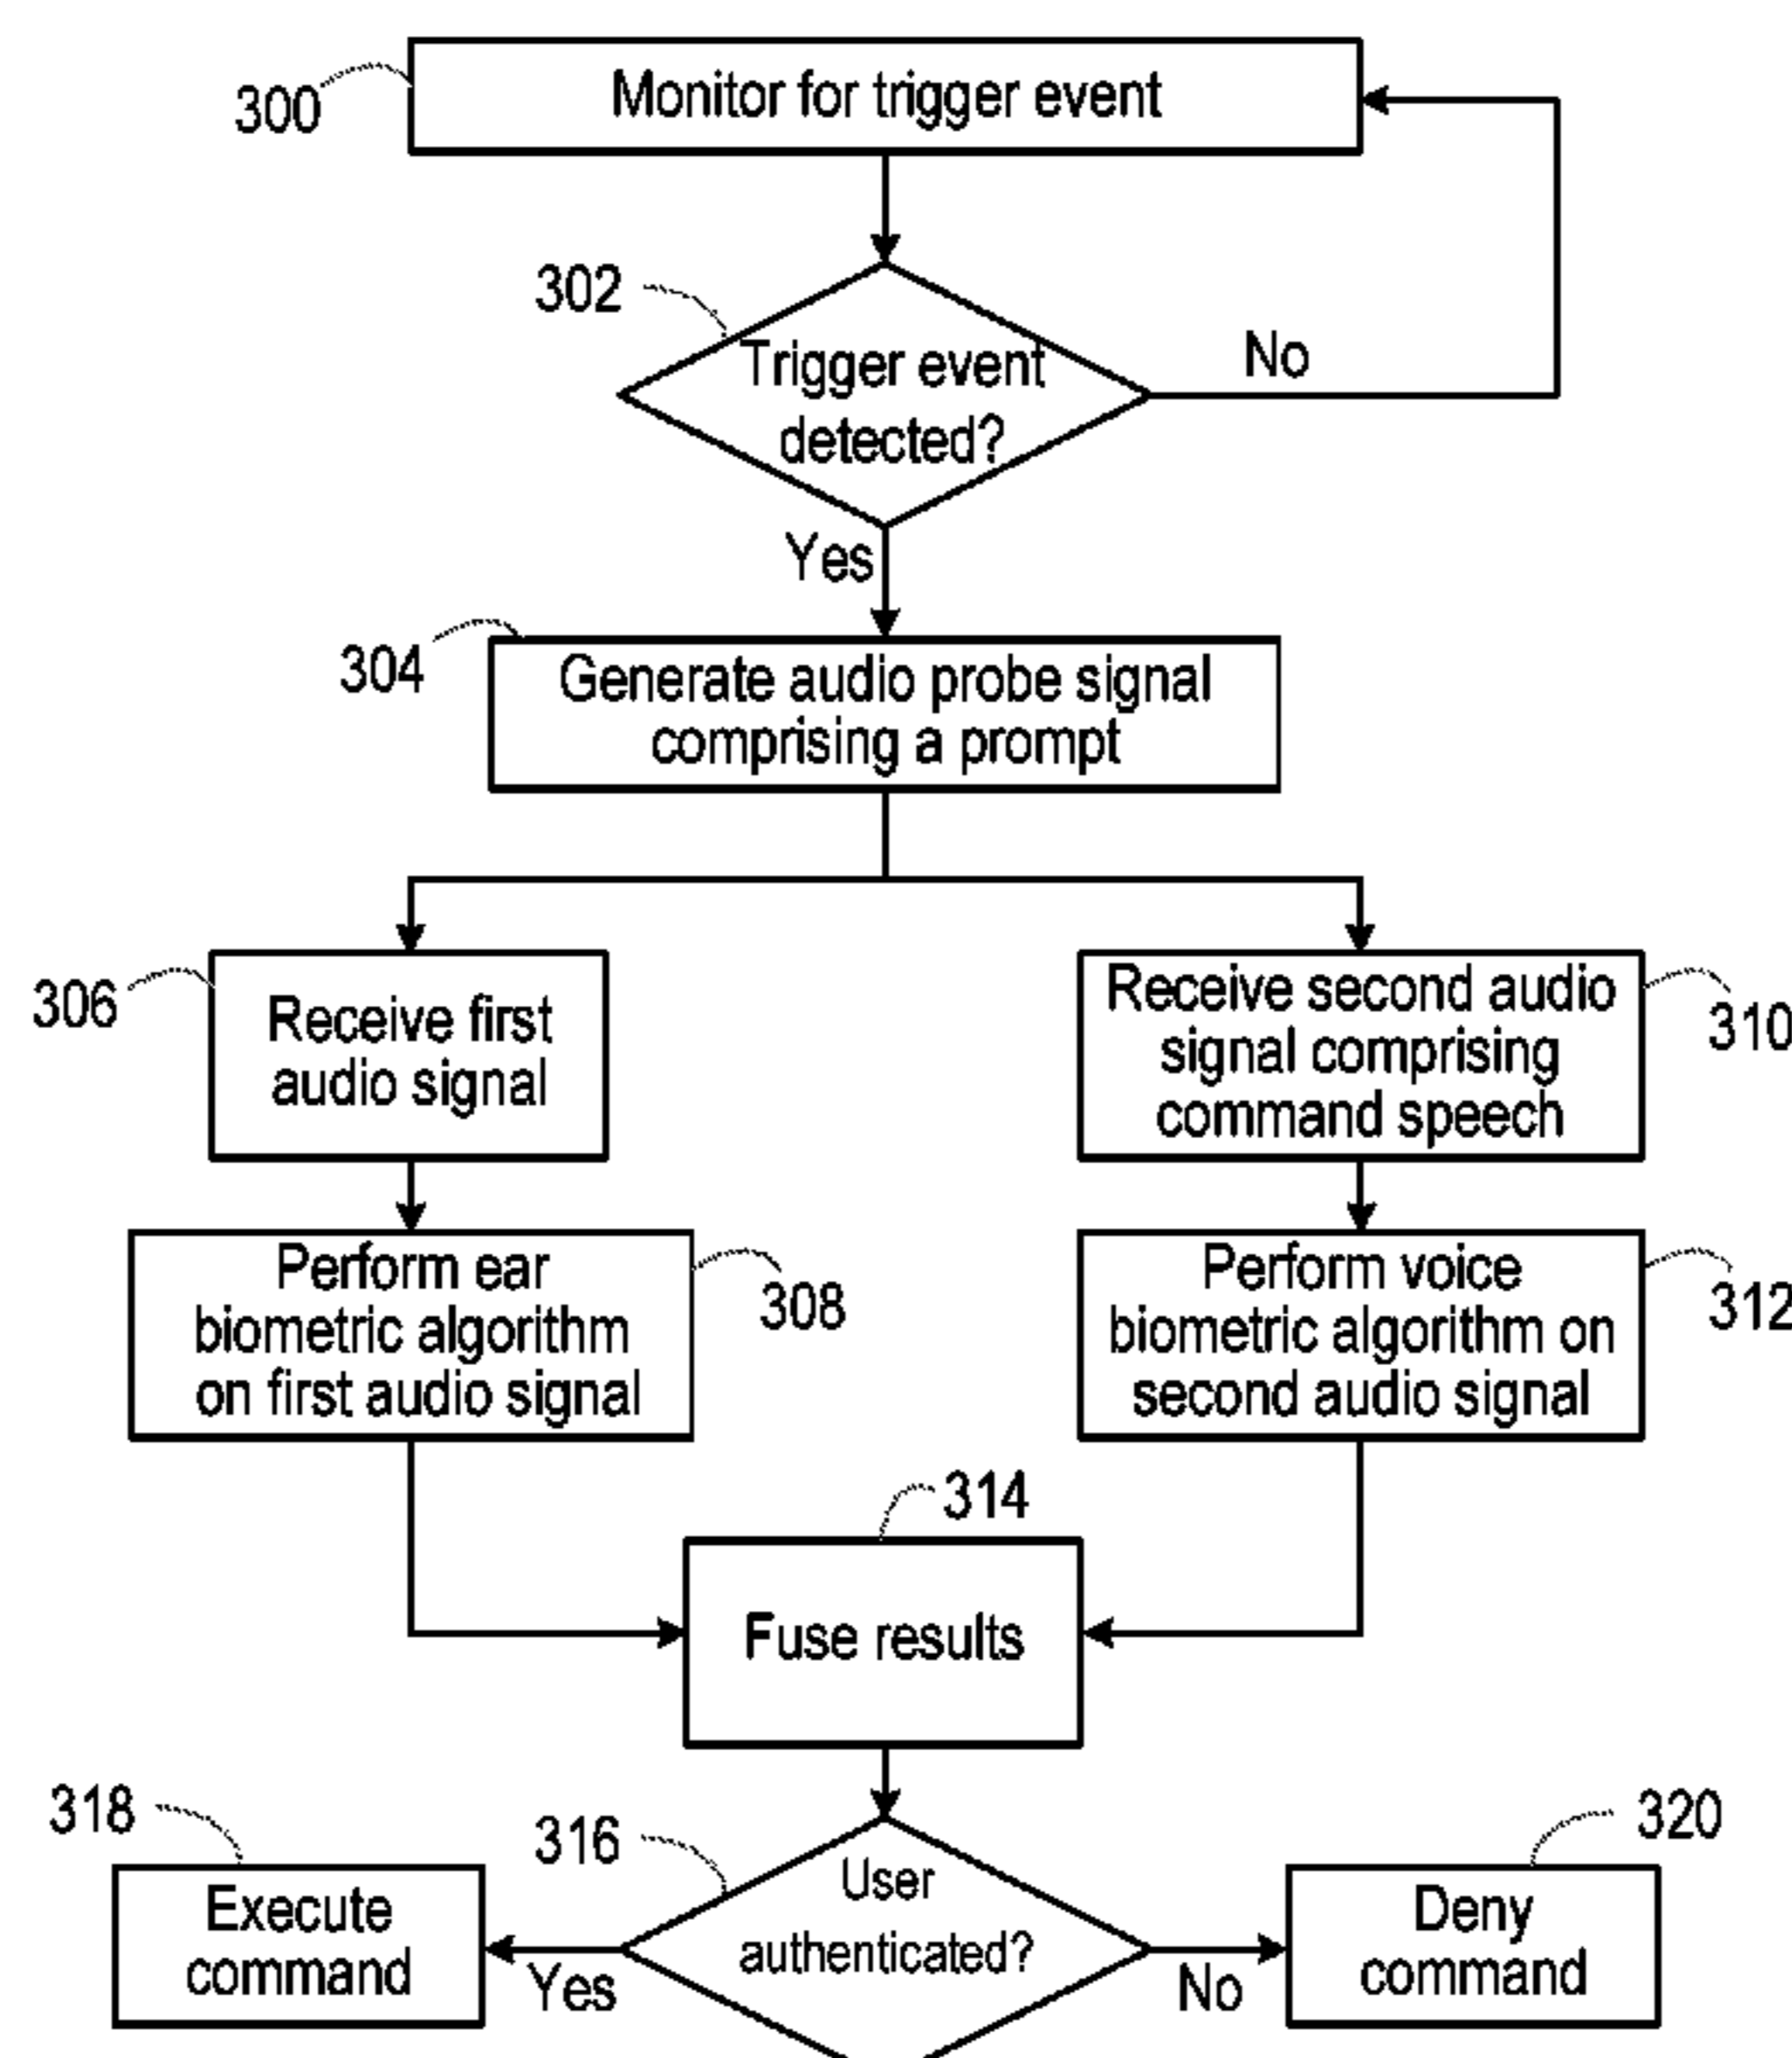 300
Monitor for trigger event
302
Trigger event
detected?
No
Yes
304
Generate audio probe signal
comprising a prompt
306
Receive first
audio signal
Receive second audio
signal comprising
command speech
310
Perform ear
biometric algorithm
on first audio signal
308
Perform voice
biometric algorithm on
second audio signal
312
314
Fuse results
318
Execute
command
316
User
authenticated?
Yes
No
320
Deny
command